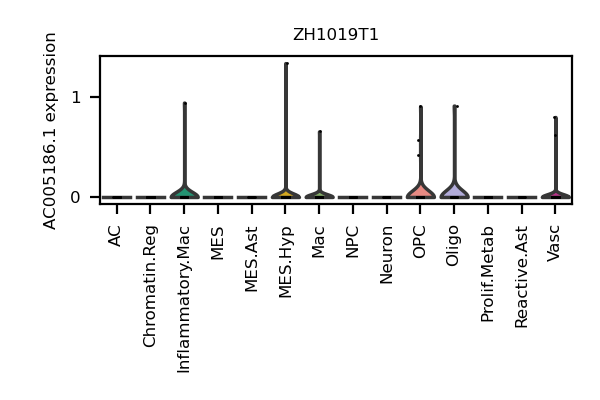 ZH1019T1
AC005186.1 expression
1
0
AC
Chromatin.Reg
Inflammatory.Mac
MES
MES.Ast
MES.Hyp
Mac
NPC
Neuron
OPC
Oligo
Prolif.Metab
Reactive.Ast
Vasc